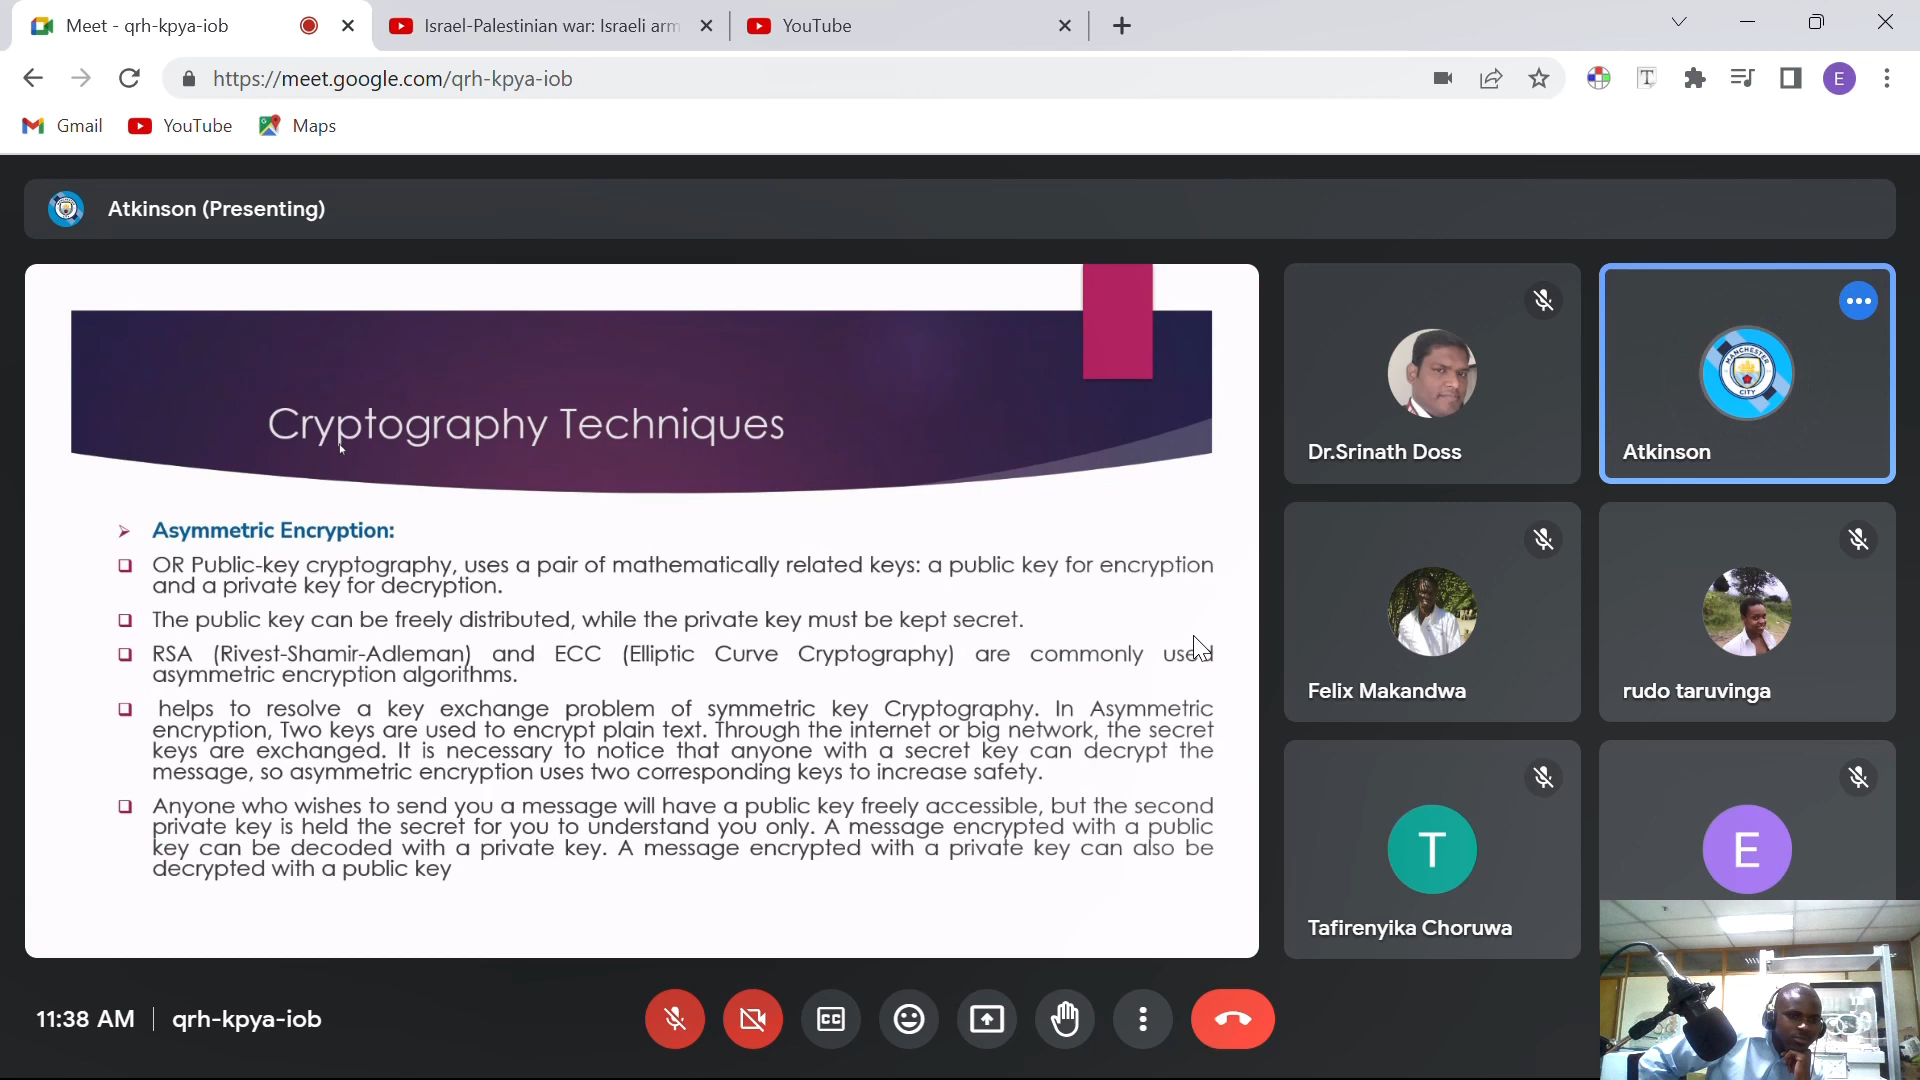 Meet - qrh-kpya-iob
Israel-Palestinian war: Israeli arm
YouTube
https://meet.google.com/qrh-kpya-iob
E
Gmail
YouTube
Maps
Atkinson (Presenting)
Cryptography Techniques
Asymmetric Encryption:
OR Public-key cryptography, uses a pair of mathematically related keys: a public key for encryption
and a private key for decryption.
The public key can be freely distributed, while the private key must be kept secret.
RSA (Rivest-Shamir-Adleman) and ECC (Elliptic Curve Cryptography) are commonly used
asymmetric encryption algorithms.
helps to resolve a key exchange problem of symmetric key Cryptography. In Asymmetric
encryption, Two keys are used to encrypt plain text. Through the internet or big network, the secret
keys are exchanged. It is necessary to notice that anyone with a secret key can decrypt the
message, so asymmetric encryption uses two corresponding keys to increase safety.
Anyone who wishes to send you a message will have a public key freely accessible, but the second
private key is held the secret for you to understand you only. A message encrypted with a public
key can be decoded with a private key. A message encrypted with a private key can also be
decrypted with a public key
Dr.Srinath Doss
MANCHESTER
CITY
Atkinson
Felix Makandwa
rudo taruvinga
T
Tafirenyika Choruwa
E
11:38 AM
qrh-kpya-iob
CC